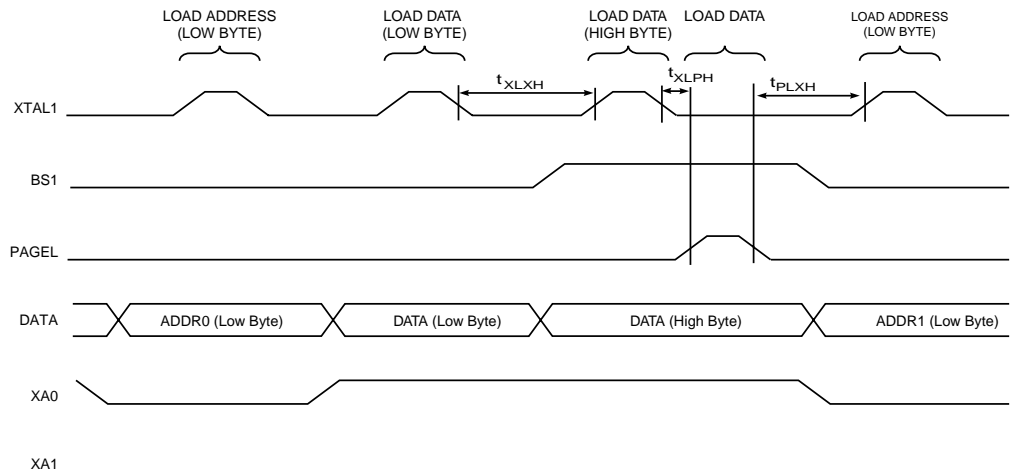 LOAD ADDRESS
(LOW BYTE)
LOAD DATA
(LOW BYTE)
LOAD DATA
(HIGH BYTE)
LOAD DATA
LOAD ADDRESS
(LOW BYTE)
tXLXH
tXLPH
tPLXH
XTAL1
BS1
PAGEL
DATA
ADDR0 (Low Byte)
DATA (Low Byte)
DATA (High Byte)
ADDR1 (Low Byte)
XA0
XA1